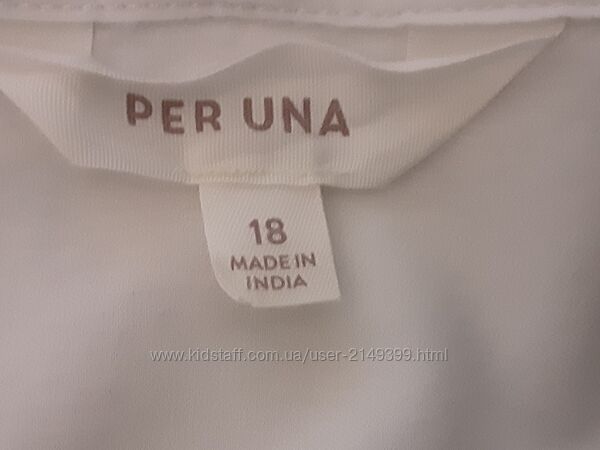 PER UNA
18
MADE IN
INDIA
www.kidstaff.com.ua/user-2149399.html